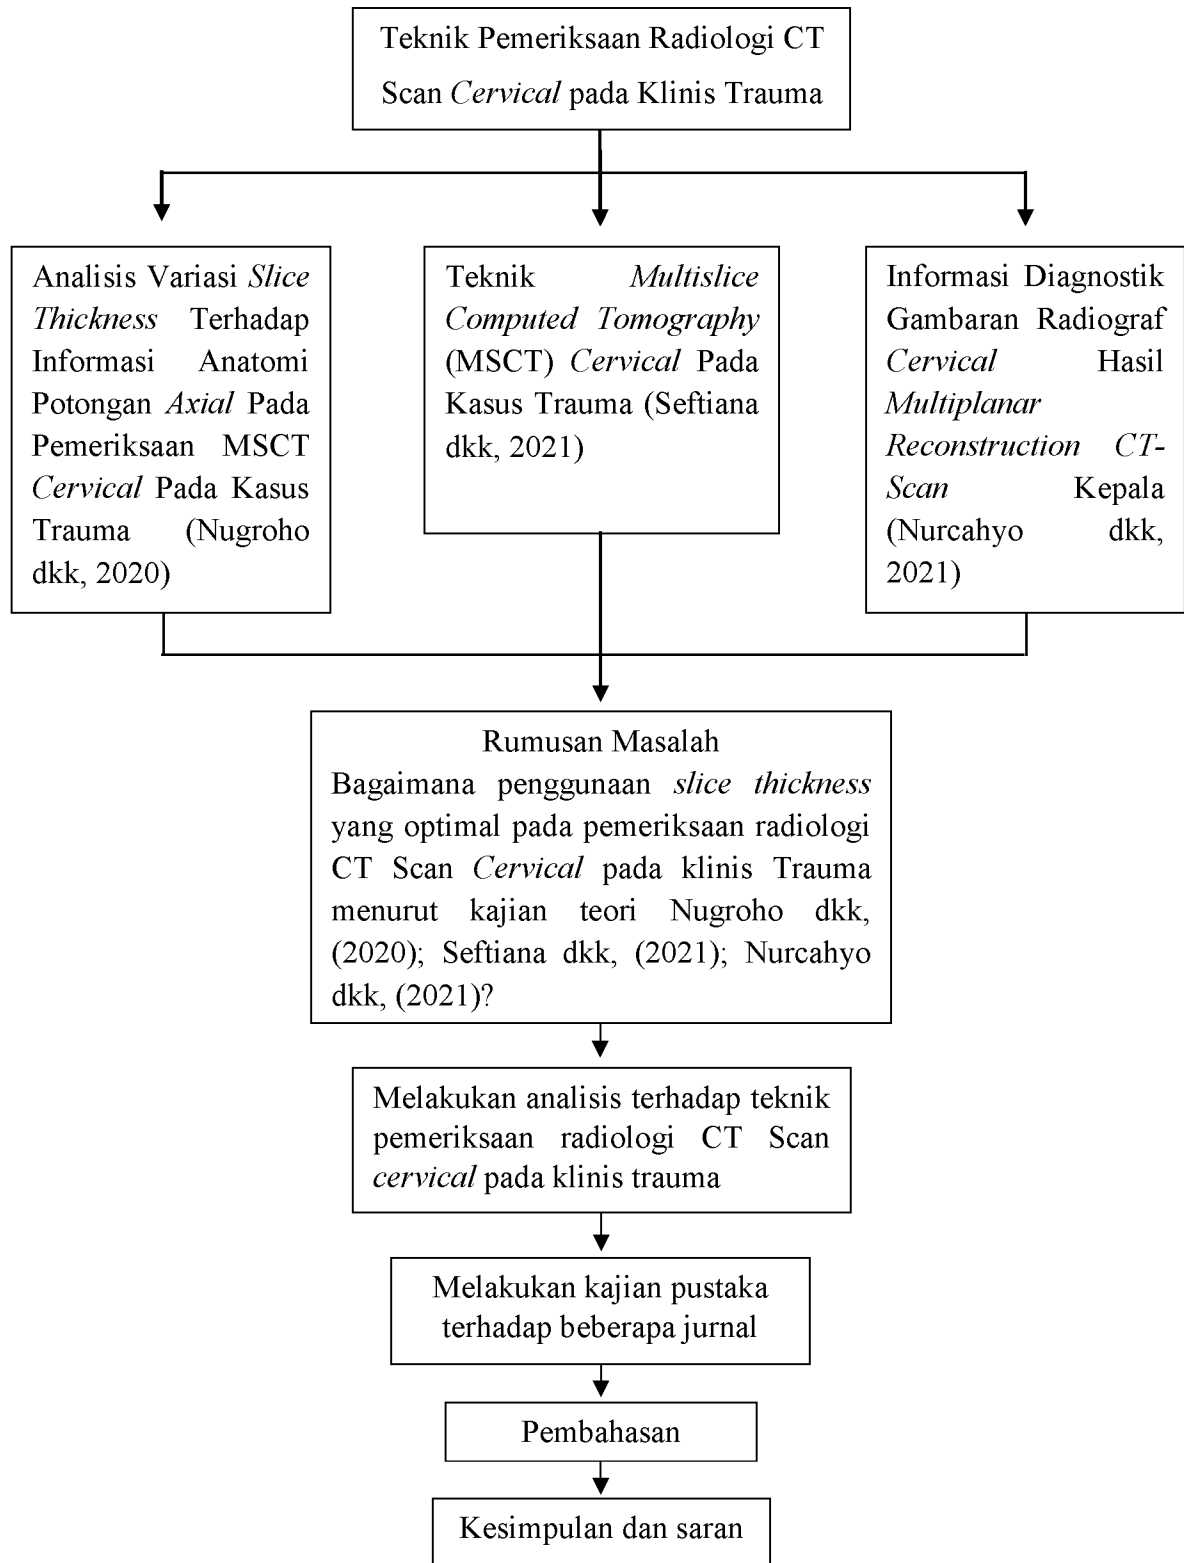 Teknik Pemeriksaan Radiologi CT
Scan Cervical pada Klinis Trauma
Analisis Variasi Slice
Thickness Terhadap
Informasi Anatomi
Potongan Axial Pada
Pemeriksaan MSCT
Cervical Pada Kasus
Trauma (Nugroho
dkk, 2020)
Teknik Multislice
Computed Tomography
(MSCT) Cervical Pada
Kasus Trauma (Seftiana
dkk, 2021)
Informasi Diagnostik
Gambaran Radiograf
Cervical Hasil
Multiplanar
Reconstruction CT-
Scan Kepala
(Nurcahyo dkk,
2021)
Rumusan Masalah
Bagaimana penggunaan slice thickness
yang optimal pada pemeriksaan radiologi
CT Scan Cervical pada klinis Trauma
menurut kajian teori Nugroho dkk,
(2020); Seftiana dkk, (2021); Nurcahyo
dkk, (2021)?
Melakukan analisis terhadap teknik
pemeriksaan radiologi CT Scan
cervical pada klinis trauma
Melakukan kajian pustaka
terhadap beberapa jurnal
Pembahasan
Kesimpulan dan saran